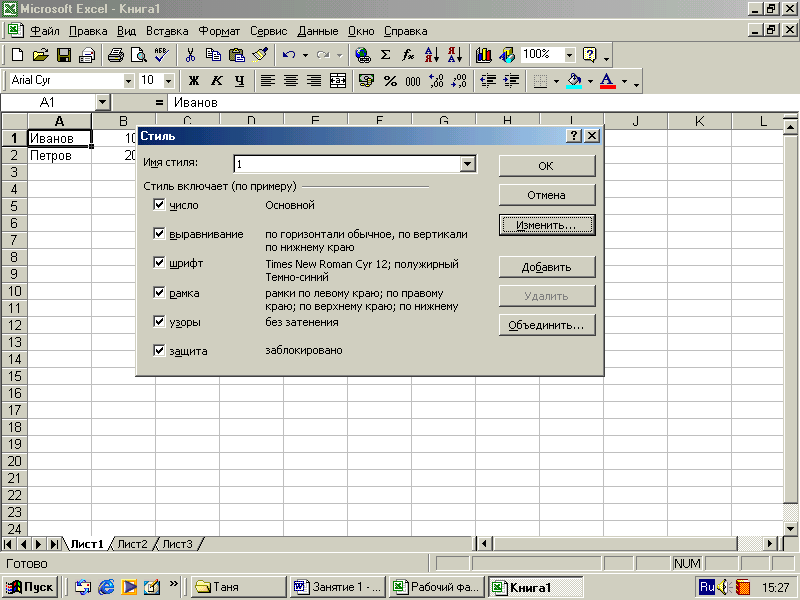 Microsoft Excel - Книга1
Файл Правка Вид Вставка Формат Сервис Данные Окно Справка
100%
Arial Cyr 10 Ж К Ч % 000
A1 = Иванов
A B C D E F G H I J K L
1 Иванов 10
2 Петров 20
3
4
5
6
7
8
9
10
11
12
13
14
15
16
17
18
19
20
21
22
23
24
Стиль
Имя стиля: 1
Стиль включает (по примеру)
число Основной
выравнивание по горизонтали обычное, по вертикали
по нижнему краю
шрифт Times New Roman Cyr 12; полужирный
Темно-синий
рамка рамки по левому краю; по правому
краю; по верхнему краю; по нижнему
узоры без затенения
защита заблокировано
ОК
Отмена
Изменить...
Добавить
Удалить
Объединить...
Лист1 Лист2 Лист3
Готово NUM
Пуск Таня Занятие 1 - ... Рабочий фа... Книга1 Ru 15:27